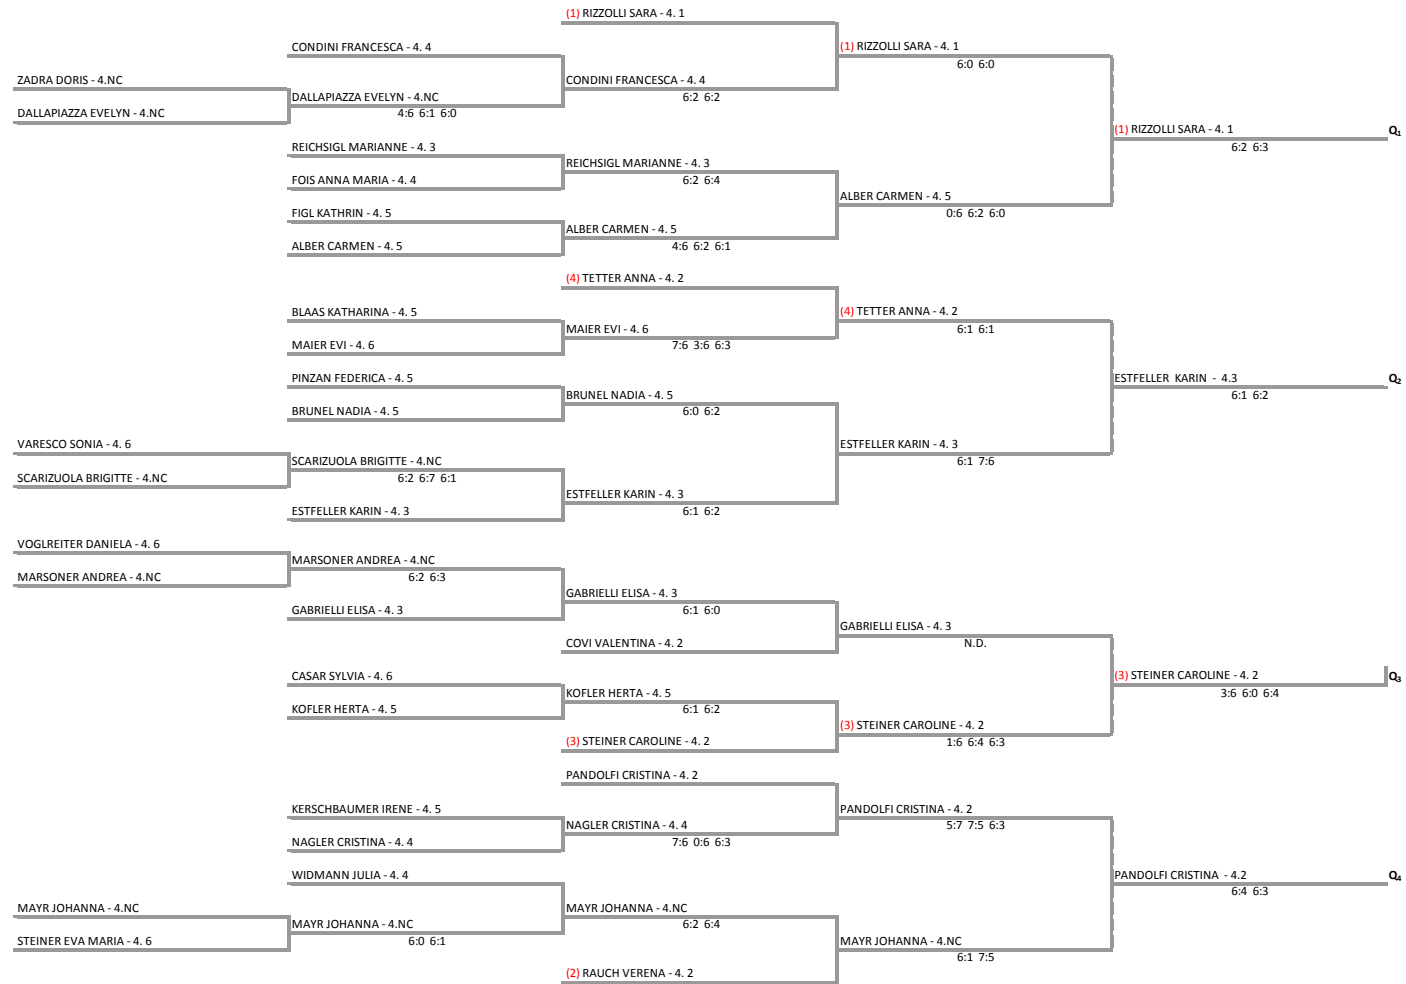 (1) RIZZOLLI SARA - 4. 1
CONDINI FRANCESCA - 4. 4
(1) RIZZOLLI SARA - 4. 1
6:0 6:0
ZADRA DORIS - 4.NC
CONDINI FRANCESCA - 4. 4
6:2 6:2
DALLAPIAZZA EVELYN - 4.NC
4:6 6:1 6:0
DALLAPIAZZA EVELYN - 4.NC
(1) RIZZOLLI SARA - 4. 1
Q1
6:2 6:3
REICHSIGL MARIANNE - 4. 3
REICHSIGL MARIANNE - 4. 3
6:2 6:4
FOIS ANNA MARIA - 4. 4
ALBER CARMEN - 4. 5
0:6 6:2 6:0
FIGL KATHRIN - 4. 5
ALBER CARMEN - 4. 5
4:6 6:2 6:1
ALBER CARMEN - 4. 5
(4) TETTER ANNA - 4. 2
BLAAS KATHARINA - 4. 5
(4) TETTER ANNA - 4. 2
6:1 6:1
MAIER EVI - 4. 6
7:6 3:6 6:3
MAIER EVI - 4. 6
PINZAN FEDERICA - 4. 5
ESTFELLER KARIN - 4.3
Q2
6:1 6:2
BRUNEL NADIA - 4. 5
6:0 6:2
BRUNEL NADIA - 4. 5
VARESCO SONIA - 4. 6
ESTFELLER KARIN - 4. 3
6:1 7:6
SCARIZUOLA BRIGITTE - 4.NC
6:2 6:7 6:1
SCARIZUOLA BRIGITTE - 4.NC
ESTFELLER KARIN - 4. 3
6:1 6:2
ESTFELLER KARIN - 4. 3
VOGLREITER DANIELA - 4. 6
MARSONER ANDREA - 4.NC
6:2 6:3
MARSONER ANDREA - 4.NC
GABRIELLI ELISA - 4. 3
6:1 6:0
GABRIELLI ELISA - 4. 3
GABRIELLI ELISA - 4. 3
N.D.
COVI VALENTINA - 4. 2
CASAR SYLVIA - 4. 6
(3) STEINER CAROLINE - 4. 2
Q3
3:6 6:0 6:4
KOFLER HERTA - 4. 5
6:1 6:2
KOFLER HERTA - 4. 5
(3) STEINER CAROLINE - 4. 2
1:6 6:4 6:3
(3) STEINER CAROLINE - 4. 2
PANDOLFI CRISTINA - 4. 2
KERSCHBAUMER IRENE - 4. 5
PANDOLFI CRISTINA - 4. 2
5:7 7:5 6:3
NAGLER CRISTINA - 4. 4
7:6 0:6 6:3
NAGLER CRISTINA - 4. 4
WIDMANN JULIA - 4. 4
PANDOLFI CRISTINA - 4.2
Q4
6:4 6:3
MAYR JOHANNA - 4.NC
MAYR JOHANNA - 4.NC
6:2 6:4
MAYR JOHANNA - 4.NC
6:0 6:1
STEINER EVA MARIA - 4. 6
MAYR JOHANNA - 4.NC
6:1 7:5
(2) RAUCH VERENA - 4. 2